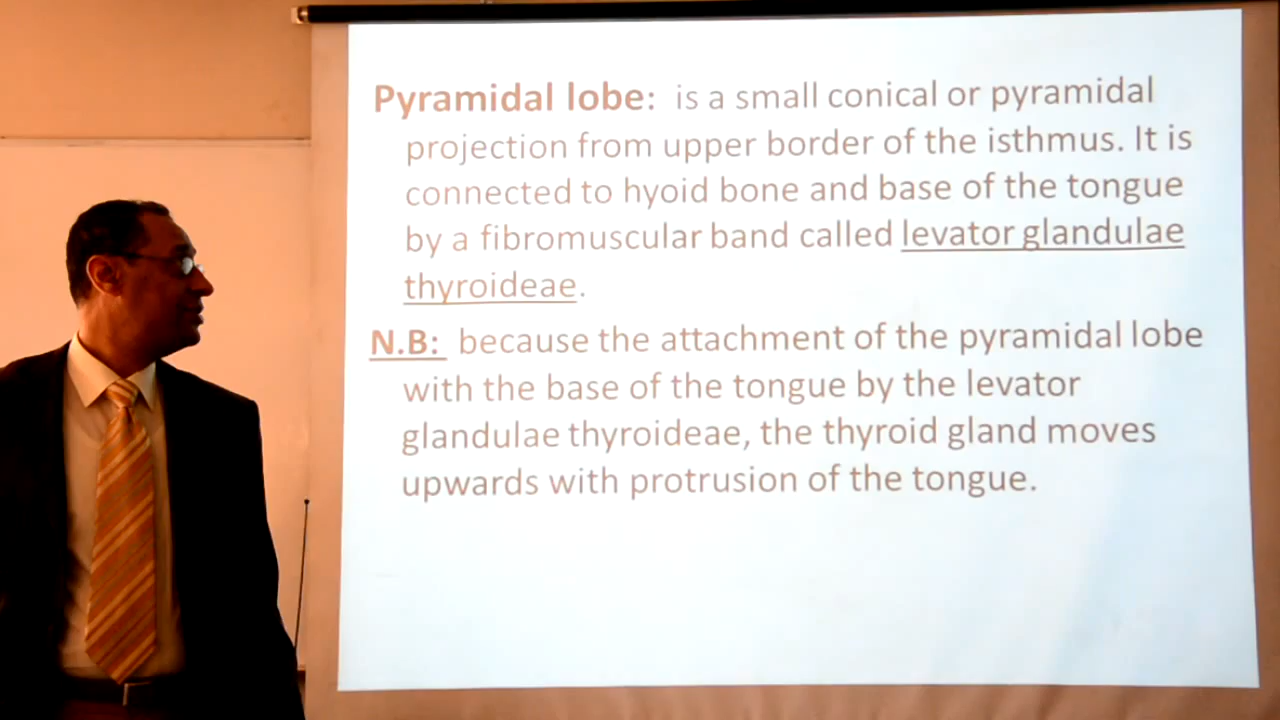 Pyramidal lobe: is a small conical or pyramidal
projection from upper border of the isthmus. It is
connected to hyoid bone and base of the tongue
by a fibromuscular band called levator glandulae
thyroideae.
N.B: because the attachment of the pyramidal lobe
with the base of the tongue by the levator
glandulae thyroideae, the thyroid gland moves
upwards with protrusion of the tongue.